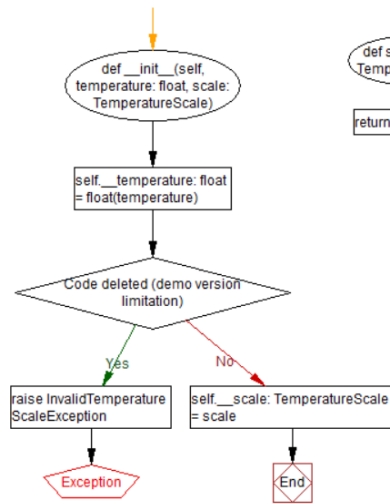 def __init__(self,
temperature: float, scale:
TemperatureScale)
def s
Temp
return
self.__temperature: float
= float(temperature)
Code deleted (demo version
limitation)
Yes
No
raise InvalidTemperature
ScaleException
self.__scale: TemperatureScale
= scale
Exception
End